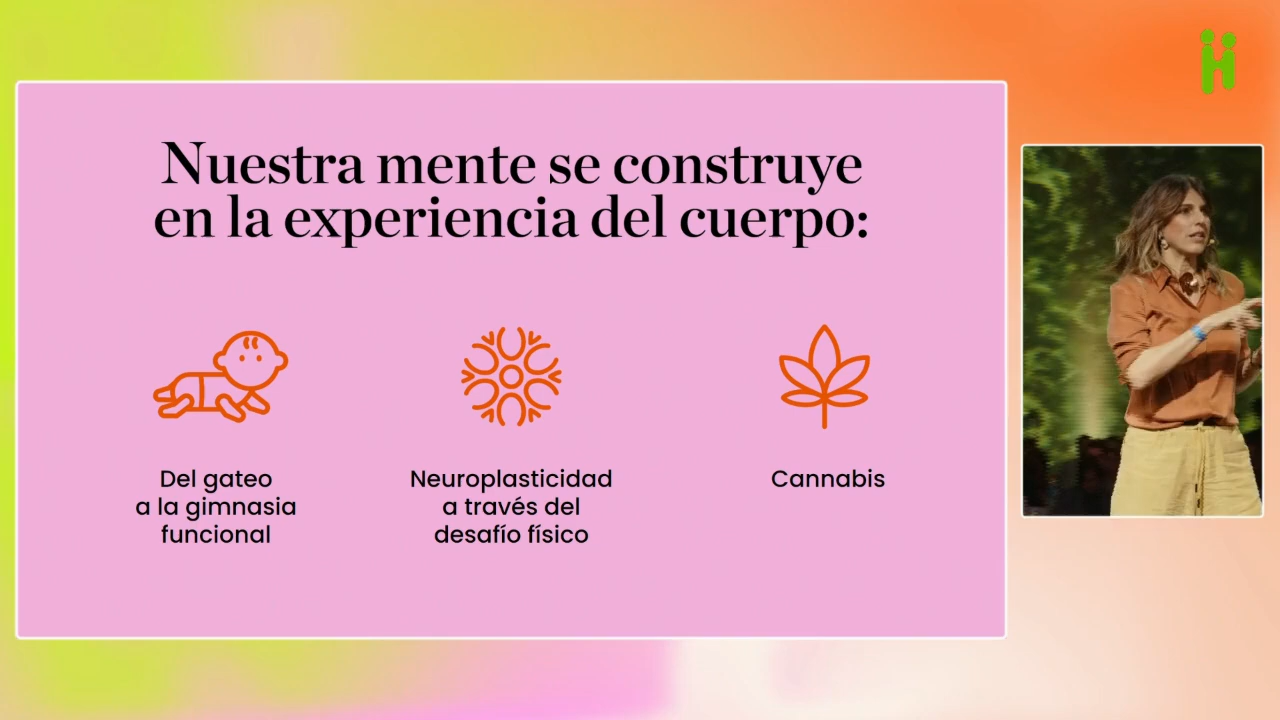 Nuestra mente se construye
en la experiencia del cuerpo:
Del gateo
a la gimnasia
funcional
Neuroplasticidad
a través del
desafío físico
Cannabis